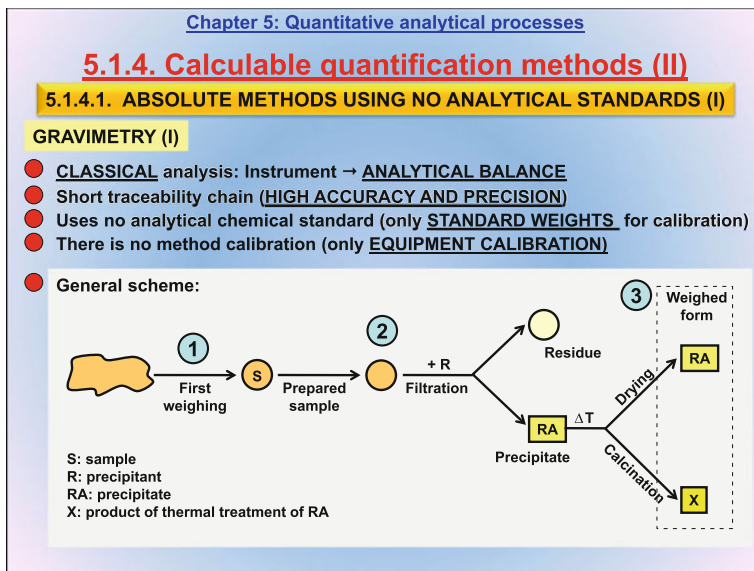 Chapter 5: Quantitative analytical processes
5.1.4. Calculable quantification methods (II)
5.1.4.1. ABSOLUTE METHODS USING NO ANALYTICAL STANDARDS (I)
GRAVIMETRY (I)
CLASSICAL analysis: Instrument → ANALYTICAL BALANCE
Short traceability chain (HIGH ACCURACY AND PRECISION)
Uses no analytical chemical standard (only STANDARD WEIGHTS for calibration)
There is no method calibration (only EQUIPMENT CALIBRATION)
General scheme:
1
First
weighing
S
Prepared
sample
2
+ R
Filtration
Residue
RA
Precipitate
ΔT
Drying
Calcination
3
Weighed
form
RA
X
S: sample
R: precipitant
RA: precipitate
X: product of thermal treatment of RA